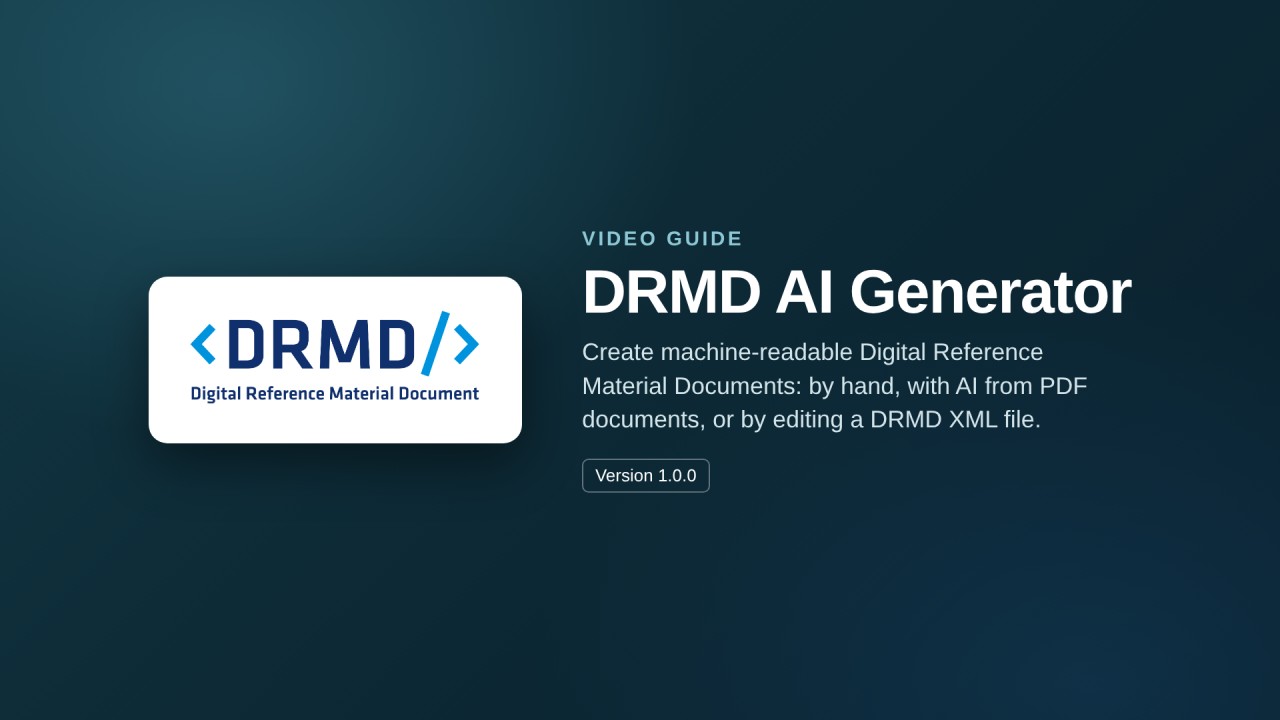 <DRMD/>
Digital Reference Material Document
VIDEO GUIDE
DRMD AI Generator
Create machine-readable Digital Reference
Material Documents: by hand, with AI from PDF
documents, or by editing a DRMD XML file.
Version 1.0.0